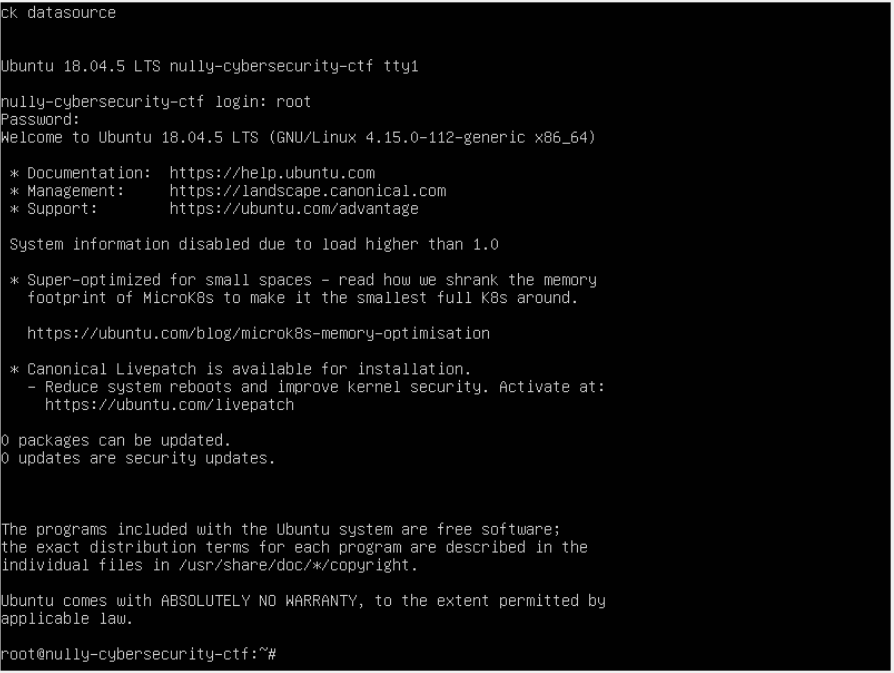 ck datasource
Ubuntu 18.04.5 LTS nully-cybersecurity-ctf tty1
nully-cybersecurity-ctf login: root
Password:
Welcome to Ubuntu 18.04.5 LTS (GNU/Linux 4.15.0-112-generic x86_64)
* Documentation:  https://help.ubuntu.com
* Management:     https://landscape.canonical.com
* Support:        https://ubuntu.com/advantage
System information disabled due to load higher than 1.0
* Super-optimized for small spaces - read how we shrank the memory
footprint of MicroK8s to make it the smallest full K8s around.
https://ubuntu.com/blog/microk8s-memory-optimisation
* Canonical Livepatch is available for installation.
- Reduce system reboots and improve kernel security. Activate at:
https://ubuntu.com/livepatch
0 packages can be updated.
0 updates are security updates.
The programs included with the Ubuntu system are free software;
the exact distribution terms for each program are described in the
individual files in /usr/share/doc/*/copyright.
Ubuntu comes with ABSOLUTELY NO WARRANTY, to the extent permitted by
applicable law.
root@nully-cybersecurity-ctf:~#